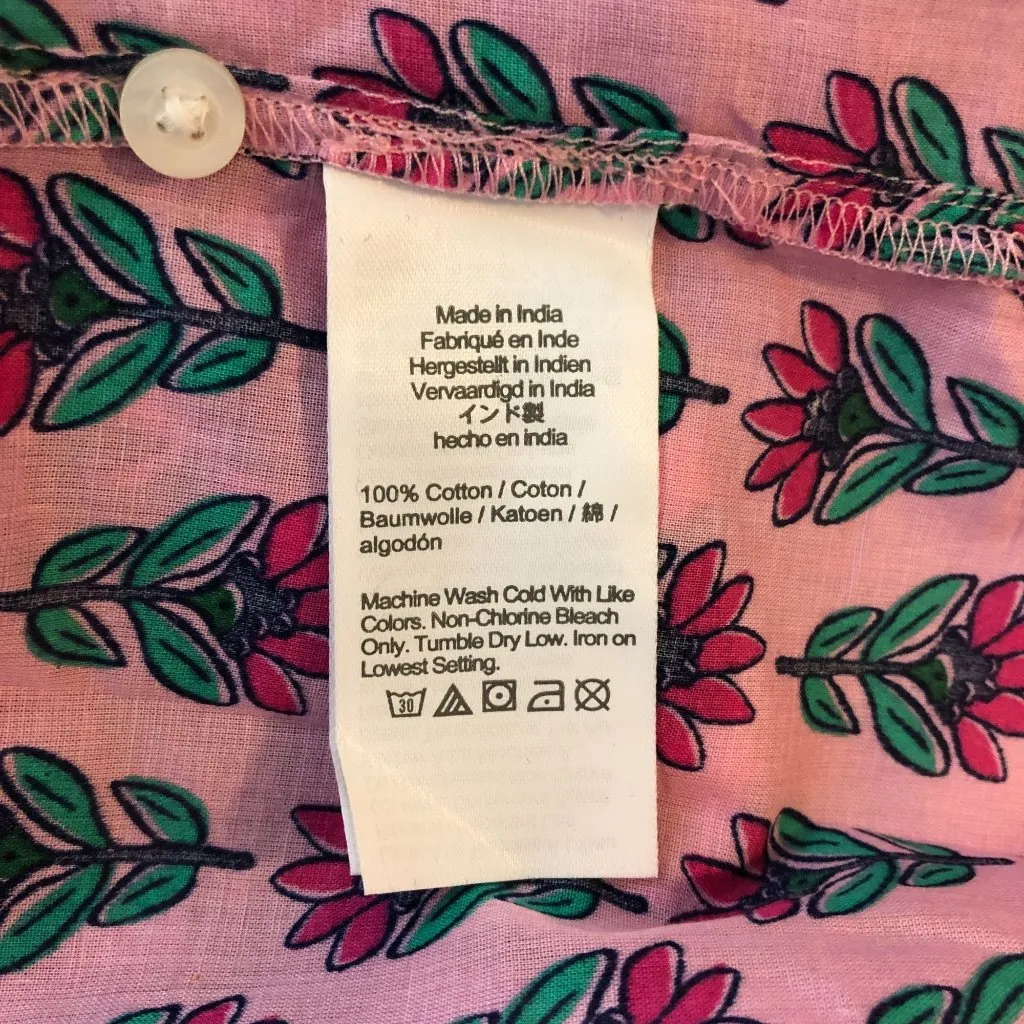 Made in India
Fabriqué en Inde
Hergestellt in Indien
Vervaardigd in India
インド製
hecho en india
100% Cotton / Coton /
Baumwolle / Katoen / 綿 /
algodón
Machine Wash Cold With Like
Colors. Non-Chlorine Bleach
Only. Tumble Dry Low. Iron on
Lowest Setting.
30